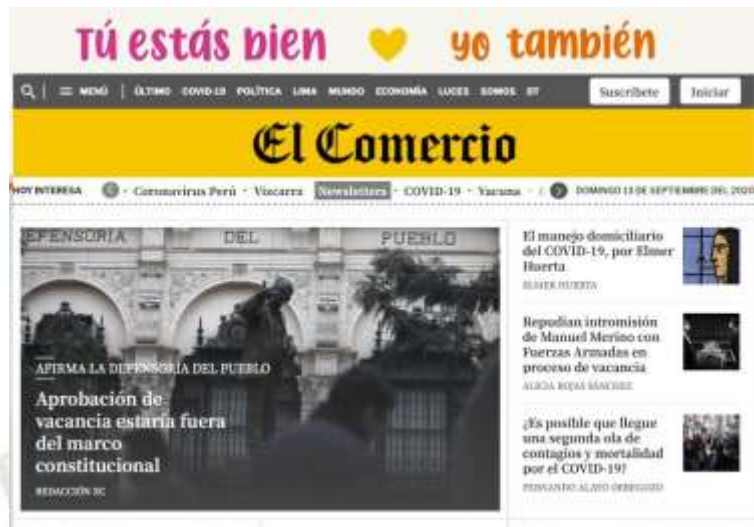 Tú estás bien yo también
MENÚ ÚLTIMO COVID-19 POLÍTICA LIMA MUNDO ECONOMÍA LUCES SOMOS DT Suscríbete Iniciar
El Comercio
HOY INTERESA · Coronavirus Perú · Vizcarra Newsletters · COVID-19 · Vacuna DOMINGO 13 DE SEPTIEMBRE DEL 2020
DEFENSORIA DEL PUEBLO
AFIRMA LA DEFENSORÍA DEL PUEBLO
Aprobación de
vacancia estaría fuera
del marco
constitucional
REDACCIÓN EC
El manejo domiciliario
del COVID-19, por Elmer
Huerta
ELMER HUERTA
Repudian intromisión
de Manuel Merino con
Fuerzas Armadas en
proceso de vacancia
ALICIA ROJAS SÁNCHEZ
¿Es posible que llegue
una segunda ola de
contagios y mortalidad
por el COVID-19?
FERNANDO ALAYO ORBEGOZO